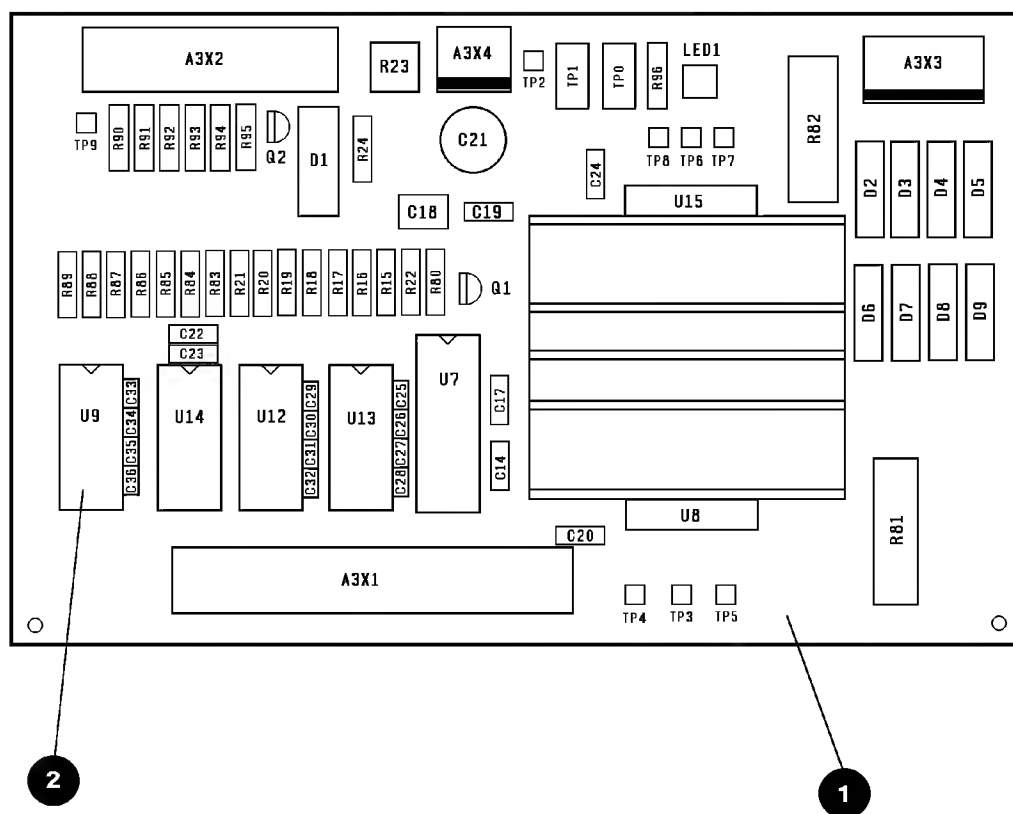 A3X2
R23
A3X4
TP2
TP1
TP0
R96
LED1
A3X3
TP9
R90
R91
R92
R93
R94
R95
Q2
D1
R24
C21
TP8
TP6
TP7
R82
C24
C18
C19
U15
D2
D3
D4
D5
R89
R88
R87
R86
R85
R84
R83
R21
R20
R19
R18
R17
R16
R15
R22
R80
Q1
D6
D7
D8
D9
C22
C23
U9
C33
C34
C35
C36
U14
U12
C29
C30
C31
C32
U13
C25
C26
C27
C28
U7
C17
C14
U8
R81
C20
A3X1
TP4
TP3
TP5
2
1